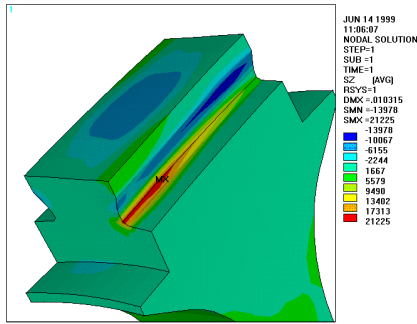 1
JUN 14 1999
11:06:07
NODAL SOLUTION
STEP=1
SUB =1
TIME=1
SZ (AVG)
RSYS=1
DMX =.010315
SMN =-13978
SMX =21225
-13978
-10067
-6155
-2244
1667
5579
9490
13402
17313
21225
MX